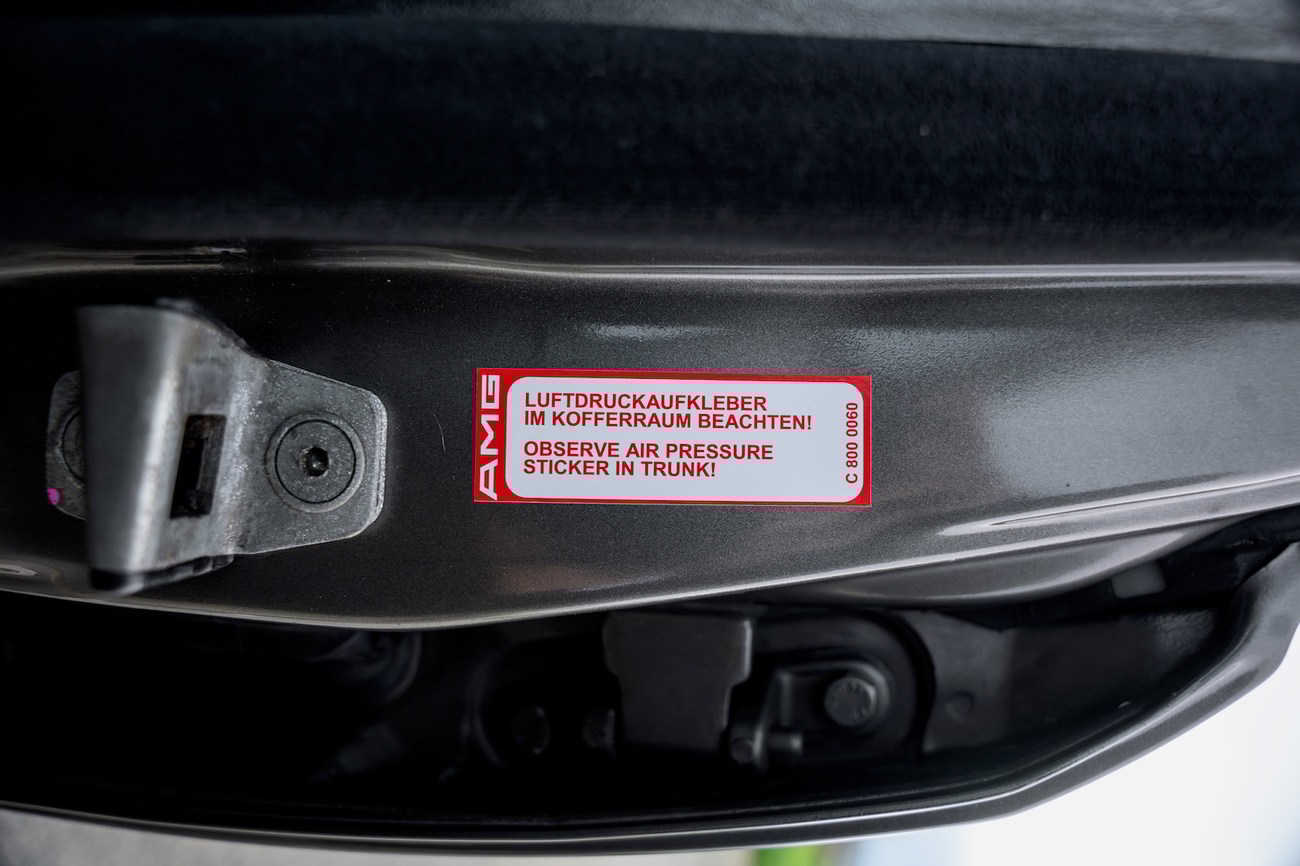 AMG
LUFTDRUCKAUFKLEBER
IM KOFFERRAUM BEACHTEN!
OBSERVE AIR PRESSURE
STICKER IN TRUNK!
C 800 0060